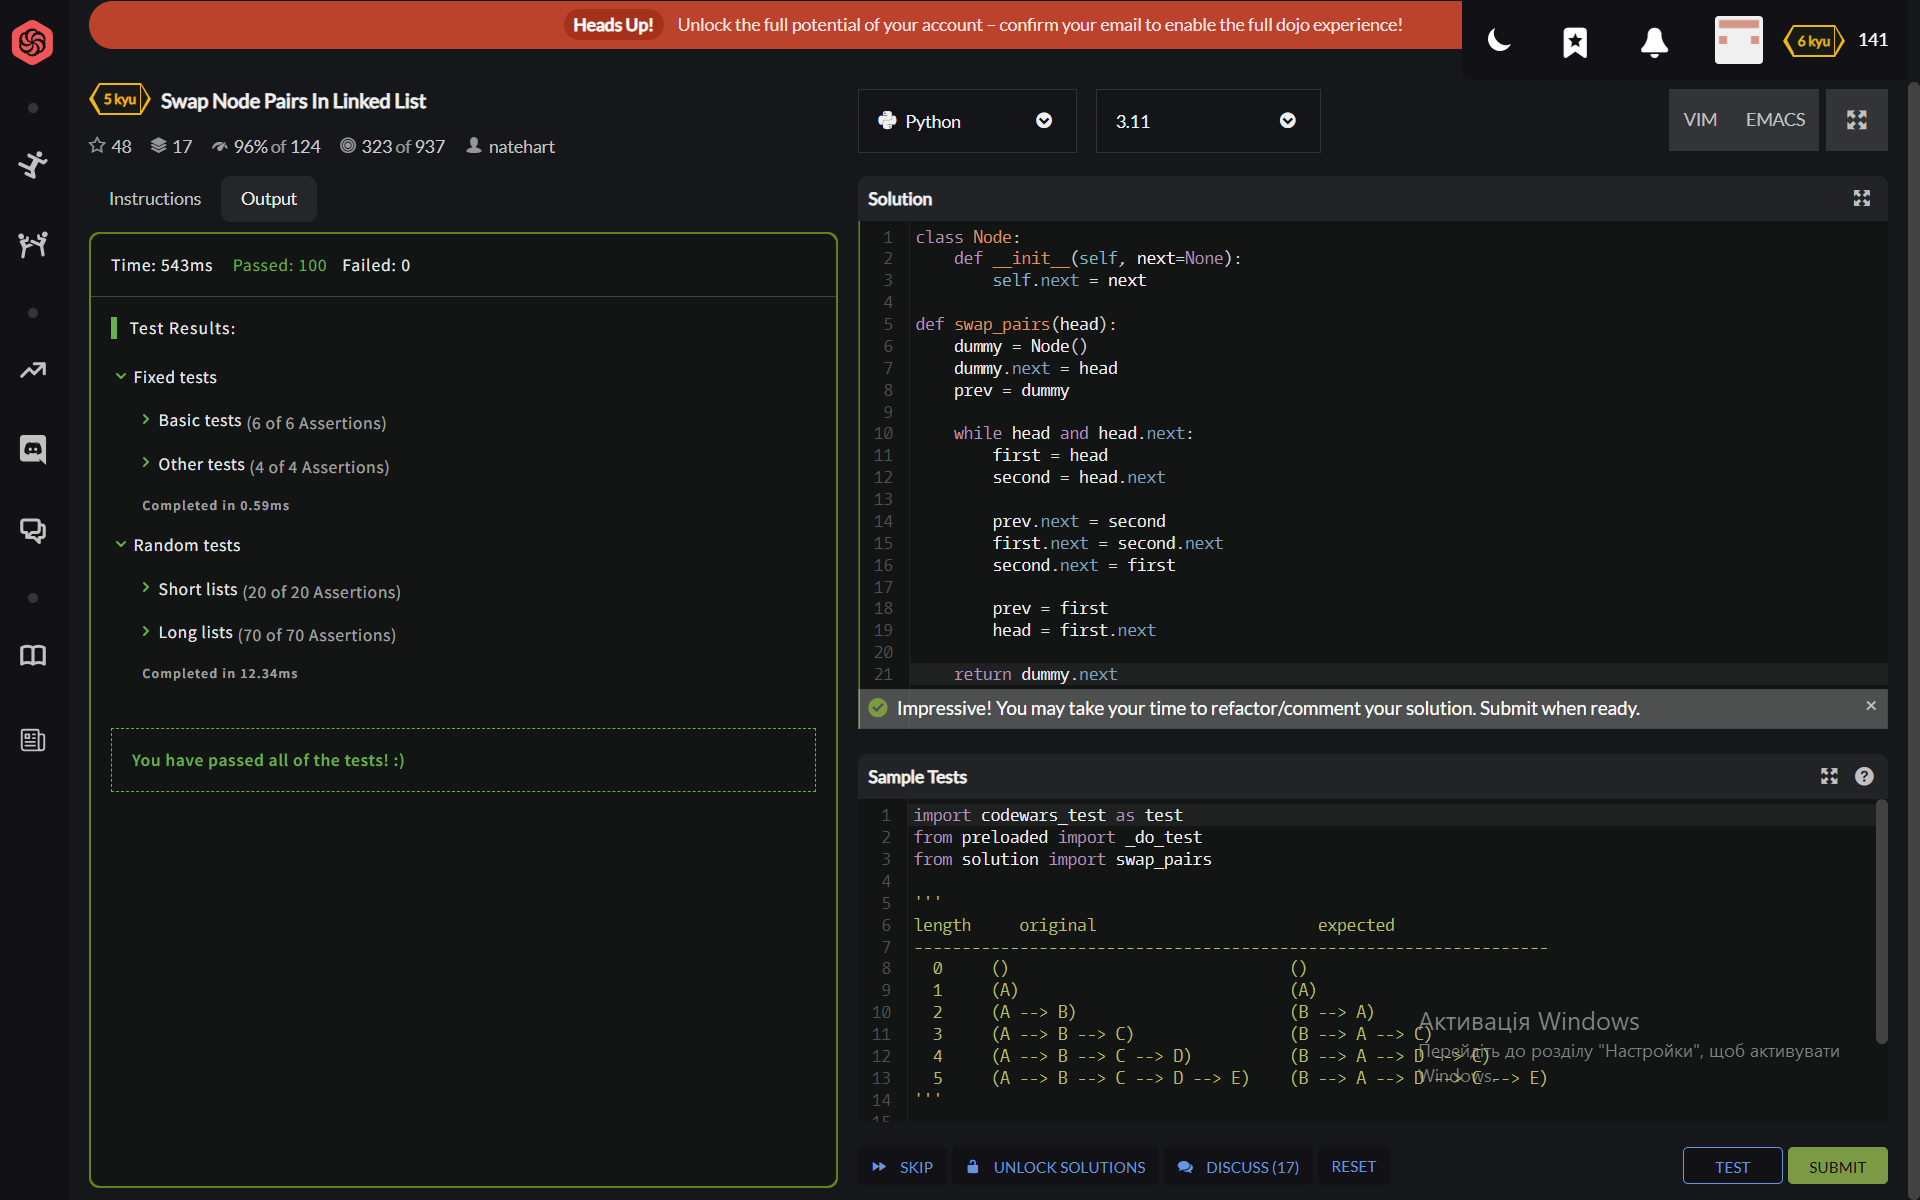 Heads Up! Unlock the full potential of your account – confirm your email to enable the full dojo experience!
6 kyu 141
5 kyu Swap Node Pairs In Linked List
48 17 96% of 124 323 of 937 natehart
Instructions Output
Time: 543ms Passed: 100 Failed: 0
Test Results:
Fixed tests
Basic tests (6 of 6 Assertions)
Other tests (4 of 4 Assertions)
Completed in 0.59ms
Random tests
Short lists (20 of 20 Assertions)
Long lists (70 of 70 Assertions)
Completed in 12.34ms
You have passed all of the tests! :)
Python 3.11 VIM EMACS
Solution
1 class Node:
2     def __init__(self, next=None):
3         self.next = next
4
5 def swap_pairs(head):
6     dummy = Node()
7     dummy.next = head
8     prev = dummy
9
10     while head and head.next:
11         first = head
12         second = head.next
13
14         prev.next = second
15         first.next = second.next
16         second.next = first
17
18         prev = first
19         head = first.next
20
21     return dummy.next
Impressive! You may take your time to refactor/comment your solution. Submit when ready. ×
Sample Tests ?
1 import codewars_test as test
2 from preloaded import _do_test
3 from solution import swap_pairs
4
5 '''
6 length     original                       expected
7 ------------------------------------------------------------------
8   0     ()                             ()
9   1     (A)                            (A)
10   2     (A --> B)                      (B --> A)
11   3     (A --> B --> C)                (B --> A --> C)
12   4     (A --> B --> C --> D)          (B --> A --> D --> C)
13   5     (A --> B --> C --> D --> E)    (B --> A --> D --> C --> E)
14 '''
15
Активація Windows
Перейдіть до розділу "Настройки", щоб активувати
Windows.
SKIP UNLOCK SOLUTIONS DISCUSS (17) RESET TEST SUBMIT